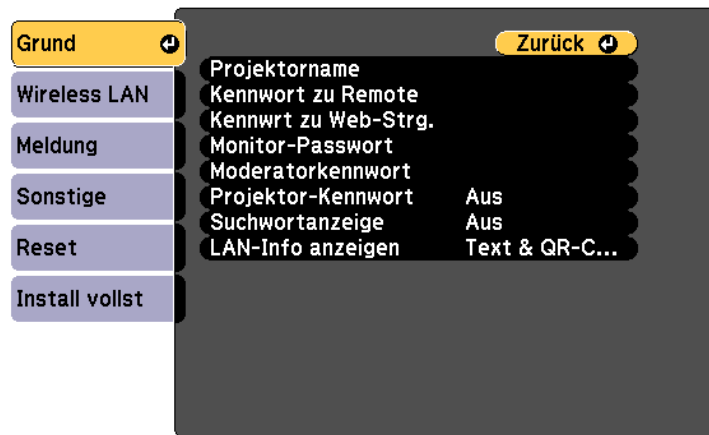 Grund
Zurück
Projektorname
Wireless LAN
Kennwort zu Remote
Kennwrt zu Web-Strg.
Meldung
Monitor-Passwort
Moderatorkennwort
Sonstige
Projektor-Kennwort Aus
Suchwortanzeige Aus
Reset
LAN-Info anzeigen Text & QR-C...
Install vollst